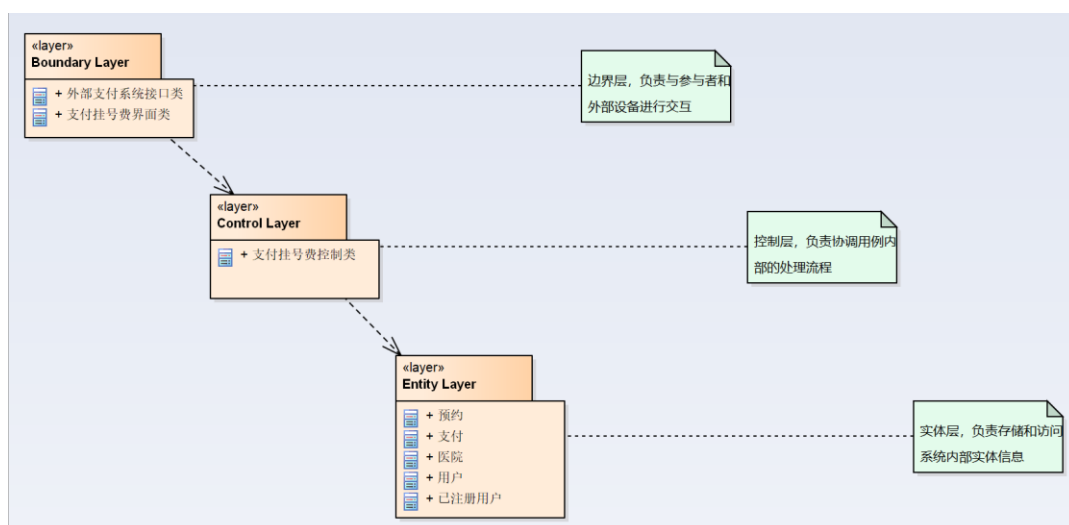 «layer»
Boundary Layer
+ 外部支付系统接口类
+ 支付挂号费界面类
边界层，负责与参与者和
外部设备进行交互
«layer»
Control Layer
+ 支付挂号费控制类
控制层，负责协调用例内
部的处理流程
«layer»
Entity Layer
+ 预约
+ 支付
+ 医院
+ 用户
+ 已注册用户
实体层，负责存储和访问
系统内部实体信息